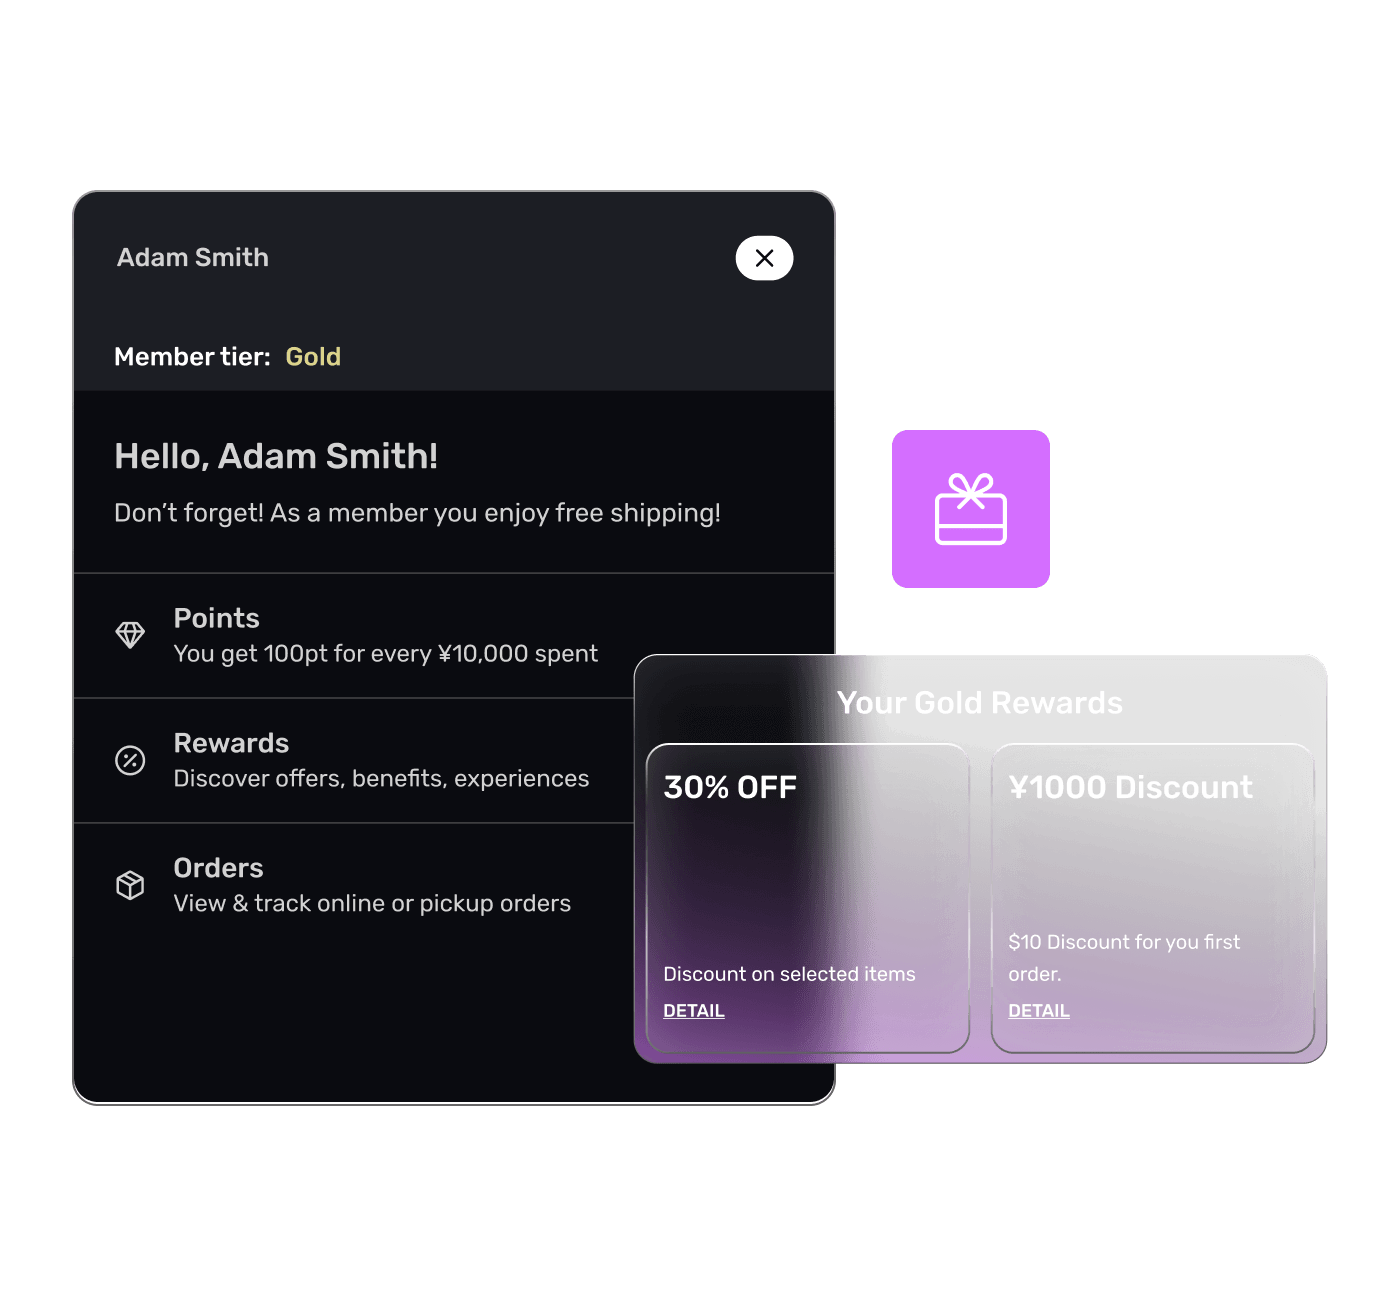 Adam Smith
Member tier: Gold
Hello, Adam Smith!
Don’t forget! As a member you enjoy free shipping!
Points
You get 100pt for every ¥10,000 spent
Rewards
Discover offers, benefits, experiences
Orders
View & track online or pickup orders
Your Gold Rewards
30% OFF
Discount on selected items
DETAIL
¥1000 Discount
$10 Discount for you first
order.
DETAIL